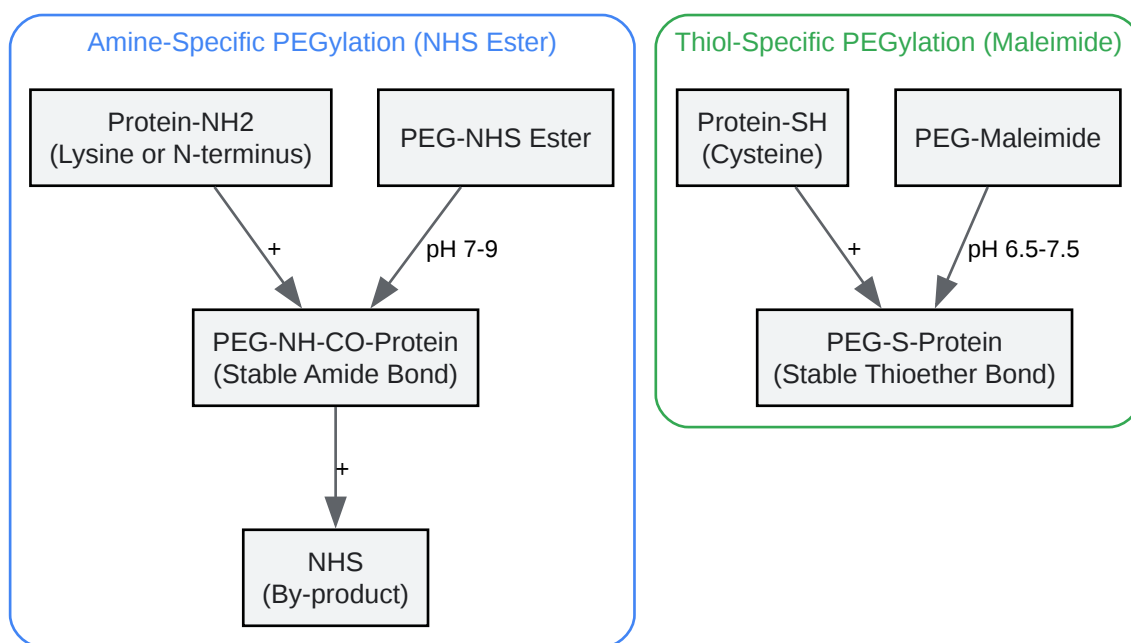 Amine-Specific PEGylation (NHS Ester)
Protein-NH2
(Lysine or N-terminus)
PEG-NHS Ester
+
pH 7-9
PEG-NH-CO-Protein
(Stable Amide Bond)
+
NHS
(By-product)
Thiol-Specific PEGylation (Maleimide)
Protein-SH
(Cysteine)
PEG-Maleimide
+
pH 6.5-7.5
PEG-S-Protein
(Stable Thioether Bond)